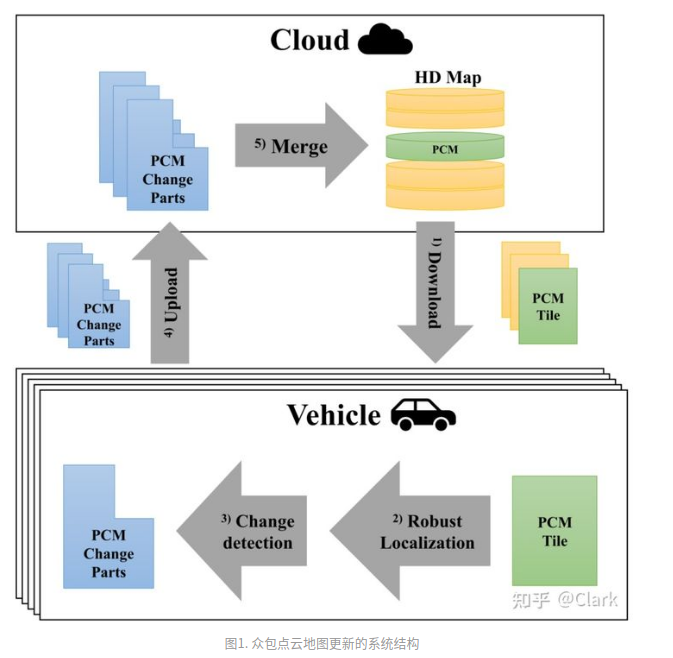 Cloud
HD Map
PCM
Change
Parts
5) Merge
PCM
PCM
Change
Parts
4) Upload
1) Download
PCM
Tile
Vehicle
PCM
Change
Parts
3) Change
detection
2) Robust
Localization
PCM
Tile
知乎 @Clark
图1. 众包点云地图更新的系统结构